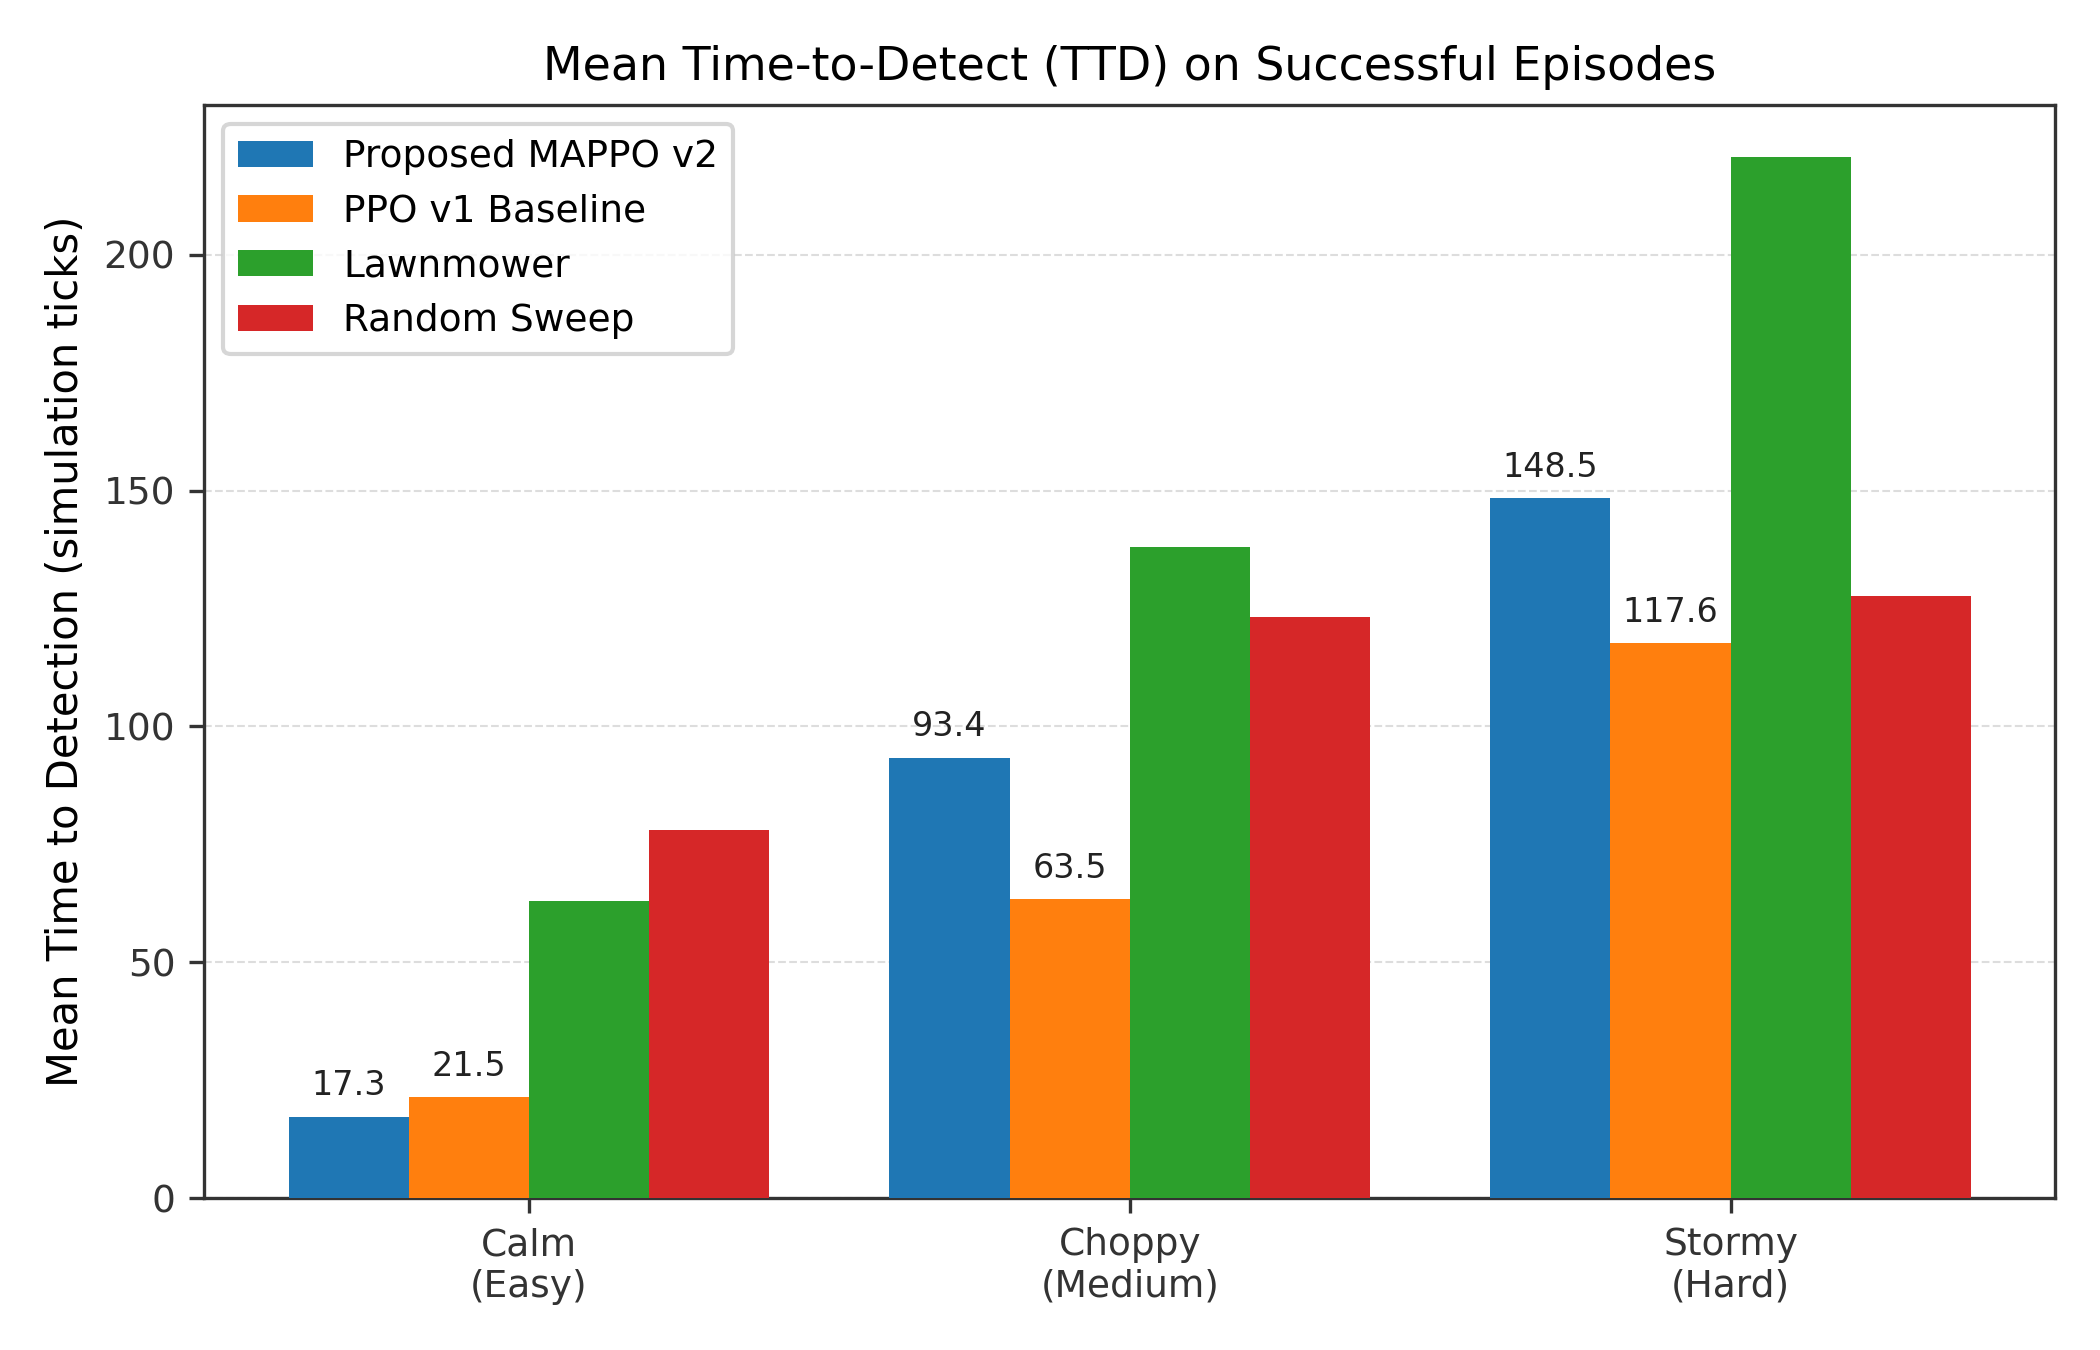 Mean Time-to-Detect (TTD) on Successful Episodes
Proposed MAPPO v2
PPO v1 Baseline
Lawnmower
Random Sweep
Mean Time to Detection (simulation ticks)
200
150
100
50
0
17.3
21.5
93.4
63.5
148.5
117.6
Calm
(Easy)
Choppy
(Medium)
Stormy
(Hard)